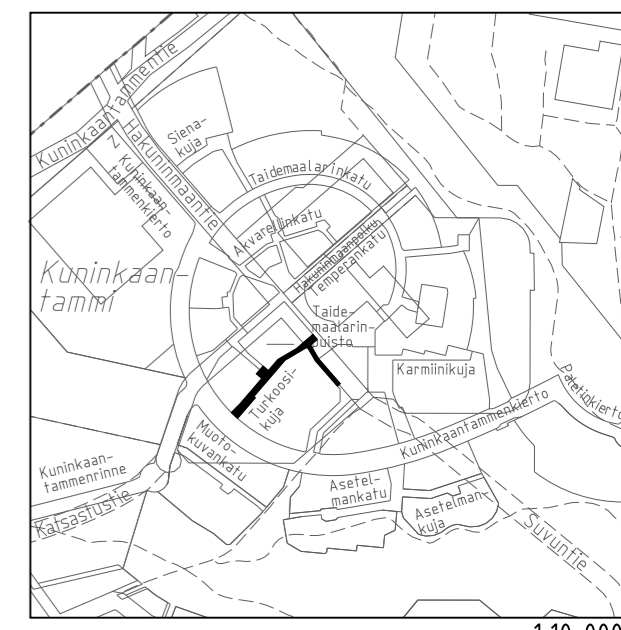 Kuninkaantammentie
Hakuninmaantie
Kuninkaan-
tammenkierto
Siena-
kuja
Taidemaalarinkatu
Akvarellinkatu
Hakuninmaanpolku
Temperankatu
Kuninkaan-
tammi
Taide-
maalarin-
puisto
Karmiinikuja
Turkoosi-
kuja
Muoto-
kuvankatu
Kuninkaantammenkierto
Paletinkierto
Kuninkaan-
tammenrinne
Katsastustie
Asetel-
mankatu
Asetelman-
kuja
Suvuntie